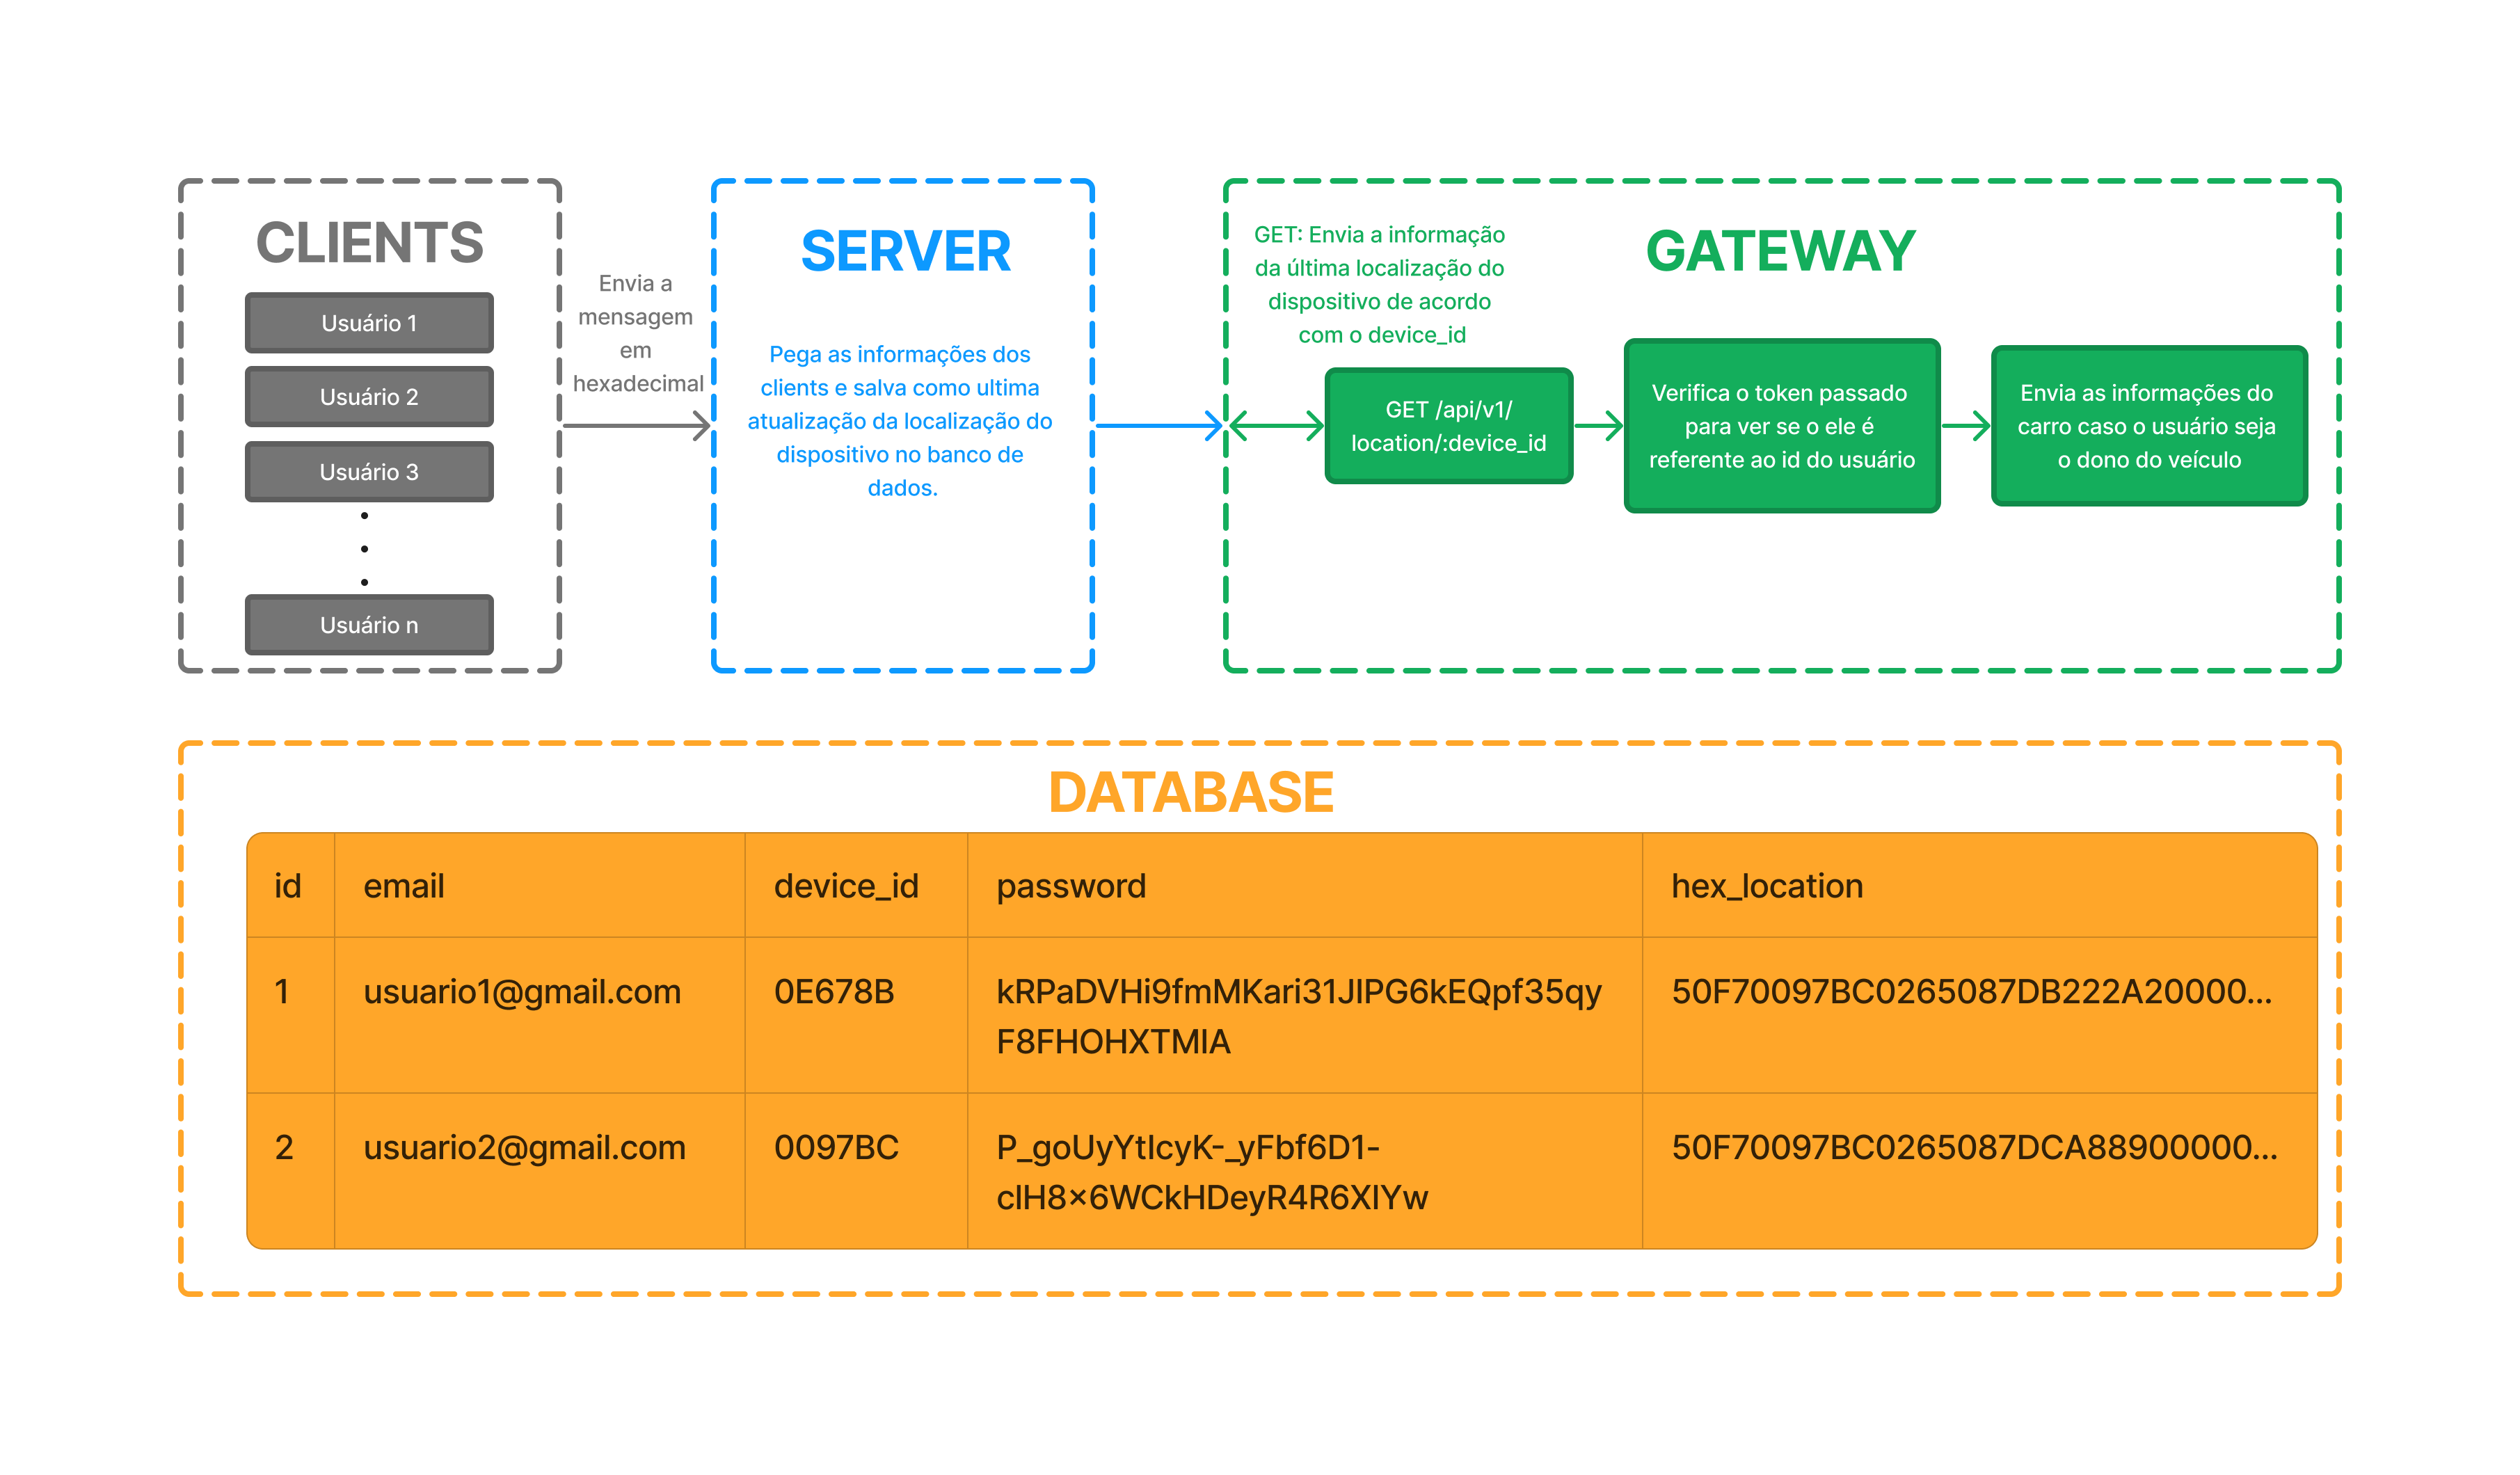 CLIENTS
Usuário 1
Usuário 2
Usuário 3
Usuário n
Envia a
mensagem
em
hexadecimal
SERVER
Pega as informações dos
clients e salva como ultima
atualização da localização do
dispositivo no banco de
dados.
GATEWAY
GET: Envia a informação
da última localização do
dispositivo de acordo
com o device_id
GET /api/v1/
location/:device_id
Verifica o token passado
para ver se o ele é
referente ao id do usuário
Envia as informações do
carro caso o usuário seja
o dono do veículo
DATABASE
id email device_id password hex_location
1 usuario1@gmail.com 0E678B kRPaDVHi9fmMKari31JlPG6kEQpf35qy 50F70097BC0265087DB222A20000...
F8FHOHXTMlA
2 usuario2@gmail.com 0097BC P_goUyYtIcyK-_yFbf6D1- 50F70097BC0265087DCA88900000...
clH8×6WCkHDeyR4R6XlYw